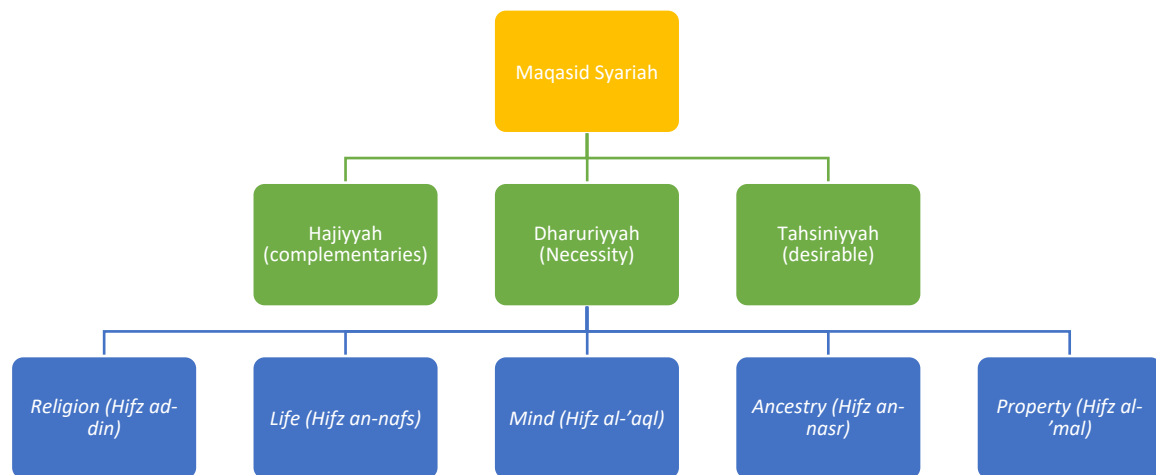 Maqasid Syariah
Hajiyyah
(complementaries)
Dharuriyyah
(Necessity)
Tahsiniyyah
(desirable)
Religion (Hifz ad-
din)
Life (Hifz an-nafs)
Mind (Hifz al-’aql)
Ancestry (Hifz an-
nasr)
Property (Hifz al-
’mal)